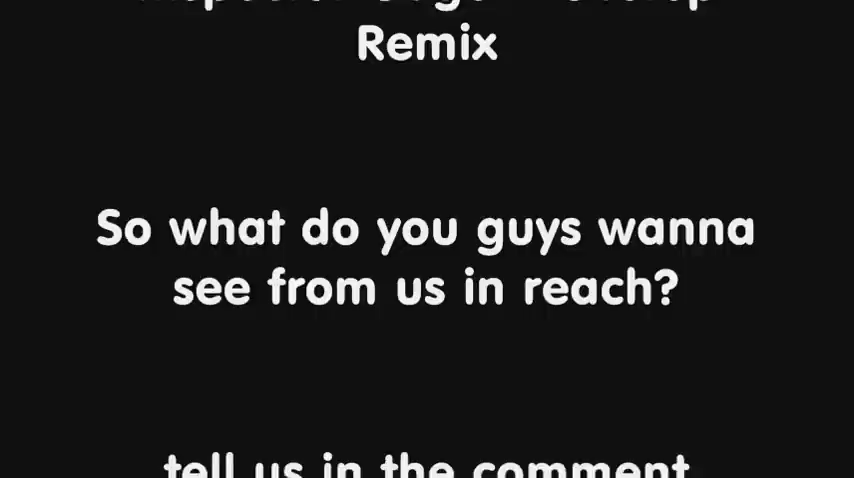 Remix
So what do you guys wanna
see from us in reach?
tell us in the comment